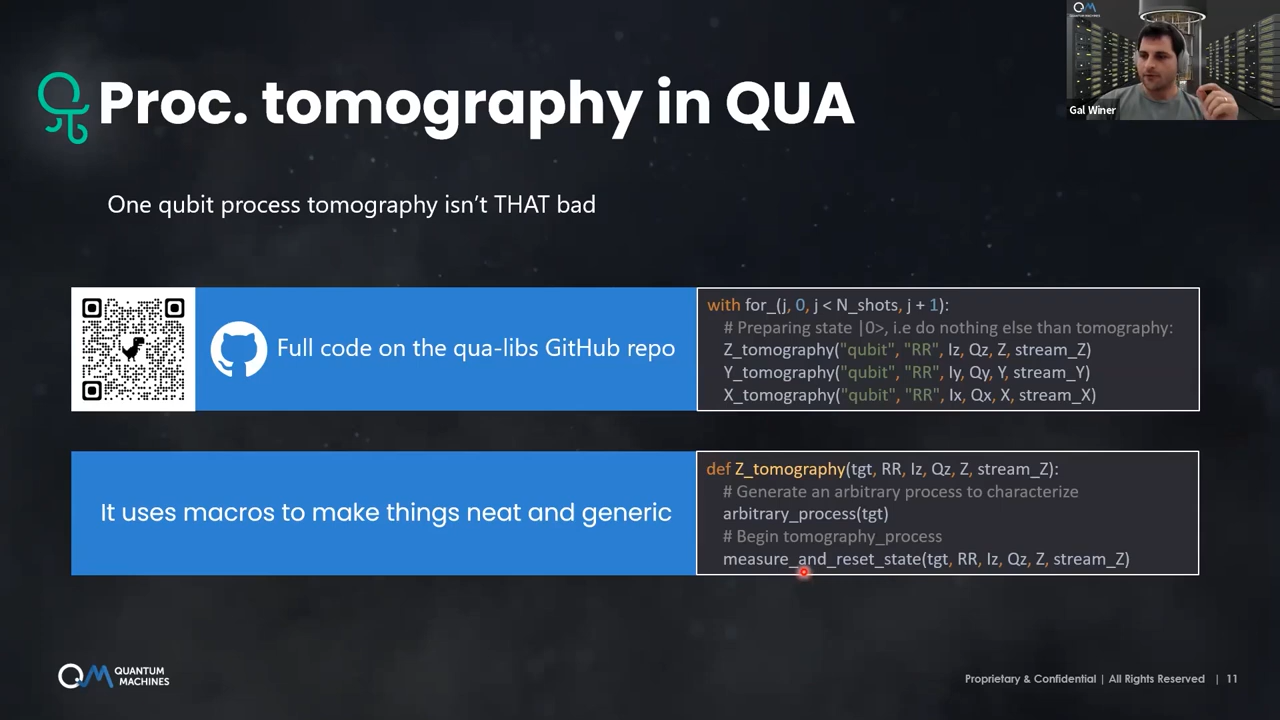 QM
QUANTUM MACHINES
Gal Winer
Proc. tomography in QUA
One qubit process tomography isn't THAT bad
Full code on the qua-libs GitHub repo
with for_(j, 0, j < N_shots, j + 1):
# Preparing state |0>, i.e do nothing else than tomography:
Z_tomography("qubit", "RR", Iz, Qz, Z, stream_Z)
Y_tomography("qubit", "RR", Iy, Qy, Y, stream_Y)
X_tomography("qubit", "RR", Ix, Qx, X, stream_X)
It uses macros to make things neat and generic
def Z_tomography(tgt, RR, Iz, Qz, Z, stream_Z):
# Generate an arbitrary process to characterize
arbitrary_process(tgt)
# Begin tomography_process
measure_and_reset_state(tgt, RR, Iz, Qz, Z, stream_Z)
QM QUANTUM
MACHINES
Proprietary & Confidential | All Rights Reserved | 11